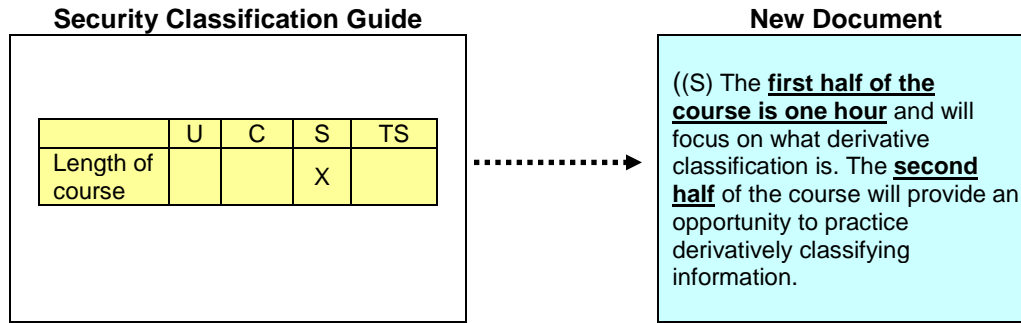 Security Classification Guide
U C S TS
Length of
course
X
New Document
((S) The first half of the
course is one hour and will
focus on what derivative
classification is. The second
half of the course will provide an
opportunity to practice
derivatively classifying
information.